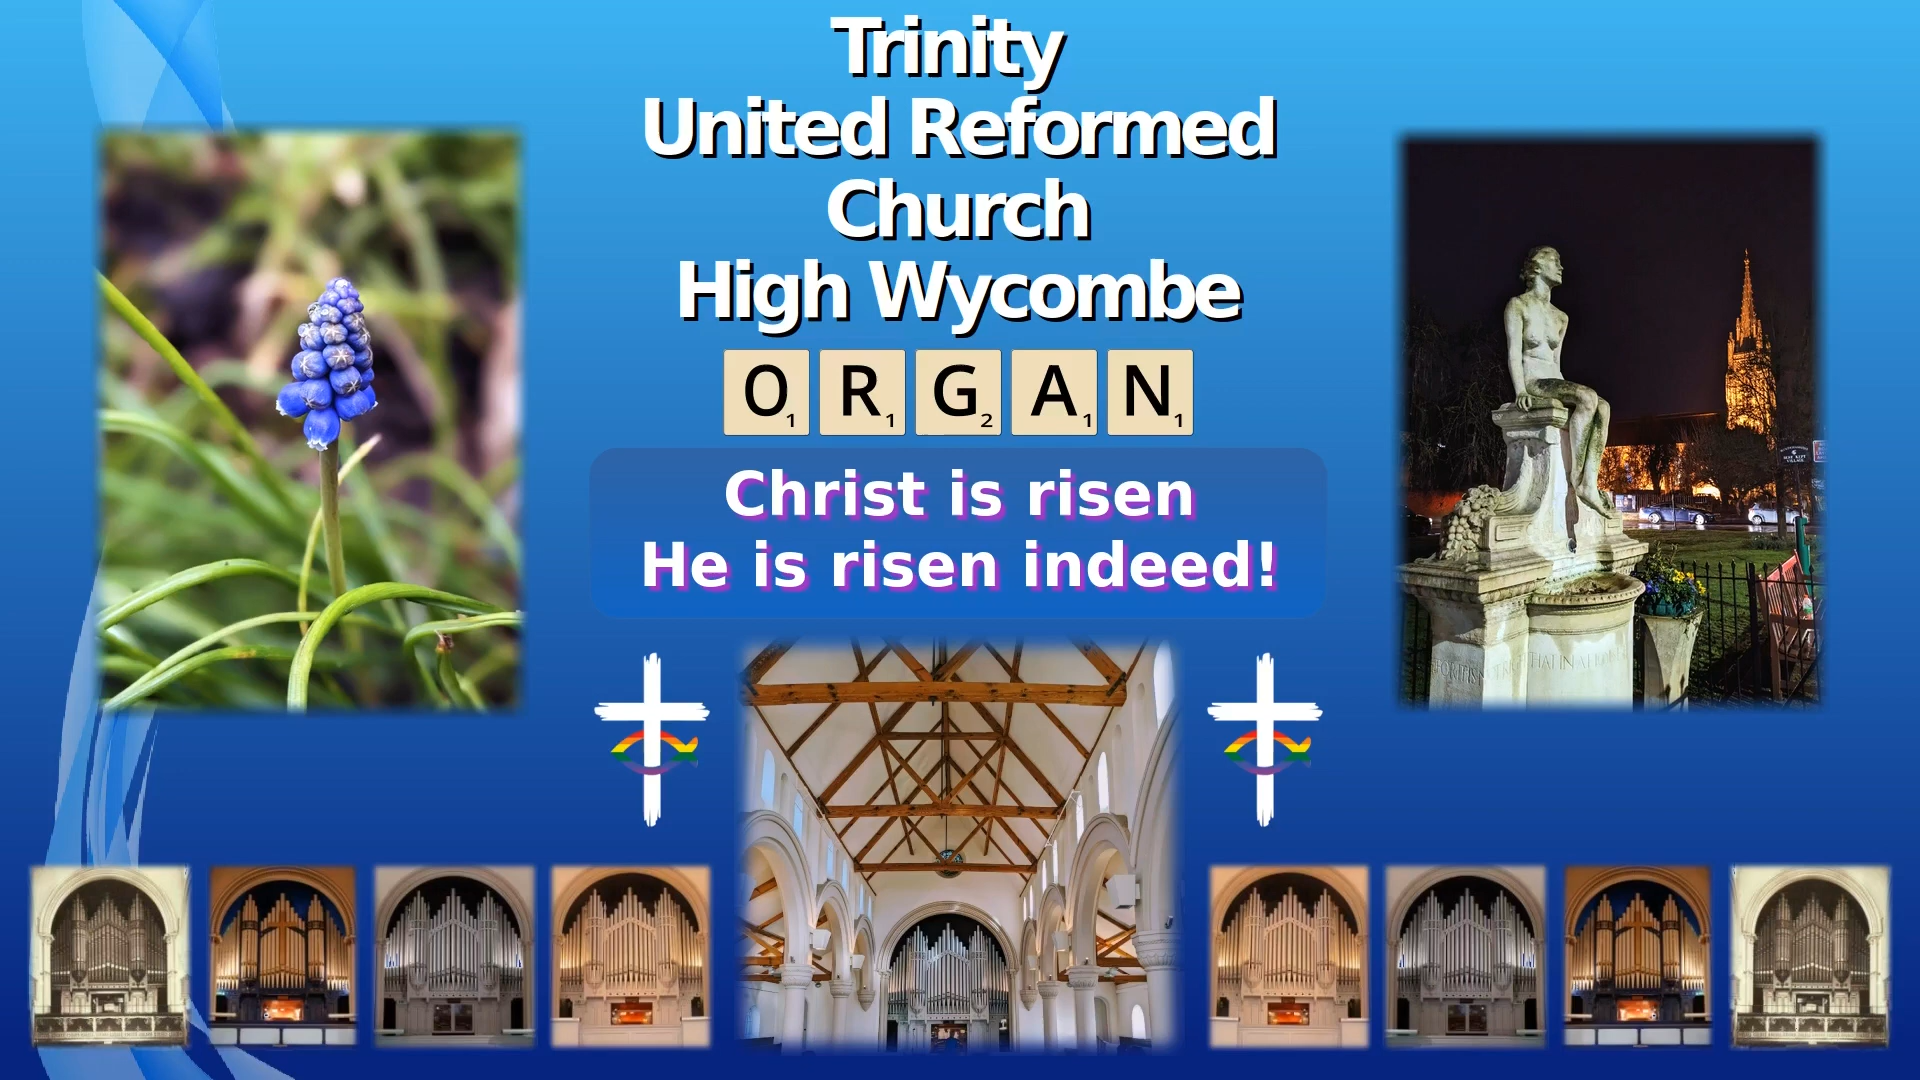 Trinity
United Reformed
Church
High Wycombe
O1 R1 G2 A1 N1
Christ is risen
He is risen indeed!